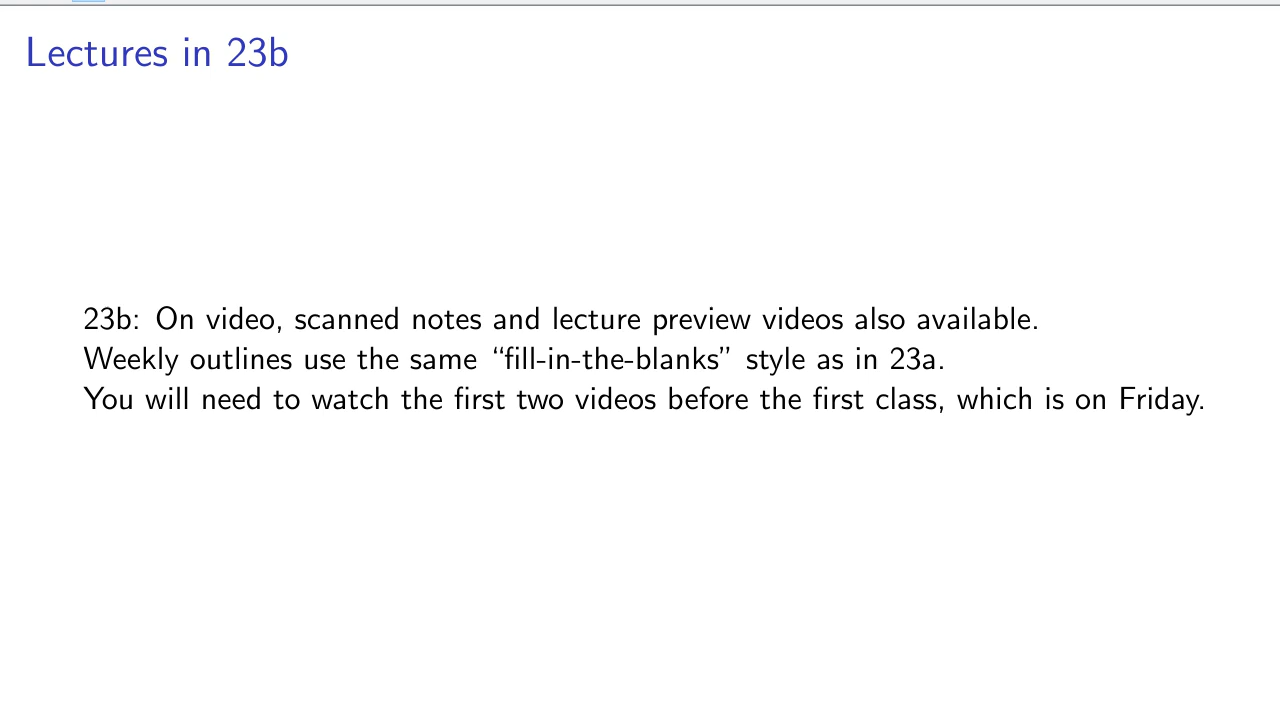 Lectures in 23b
23b: On video, scanned notes and lecture preview videos also available.
Weekly outlines use the same “fill-in-the-blanks” style as in 23a.
You will need to watch the first two videos before the first class, which is on Friday.